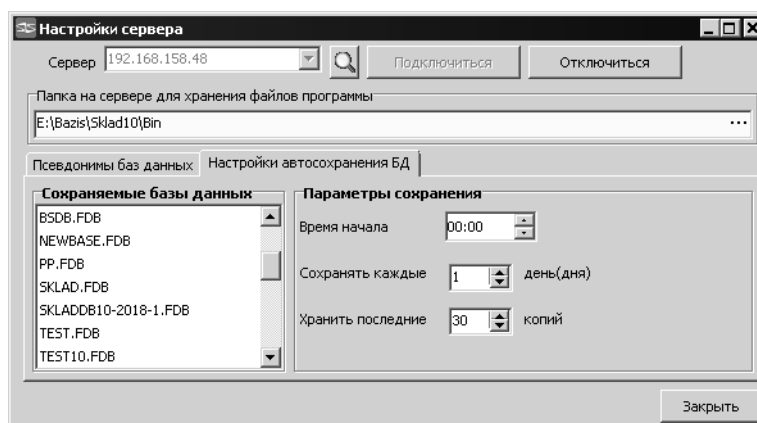 Настройки сервера
Сервер 192.168.158.48 Подключиться Отключиться
Папка на сервере для хранения файлов программы
E:\Bazis\Sklad10\Bin ...
Псевдонимы баз данных Настройки автосохранения БД
Сохраняемые базы данных
BSDB.FDB
NEWBASE.FDB
PP.FDB
SKLAD.FDB
SKLADDB10-2018-1.FDB
TEST.FDB
TEST10.FDB
Параметры сохранения
Время начала 00:00
Сохранять каждые 1 день(дня)
Хранить последние 30 копий
Закрыть